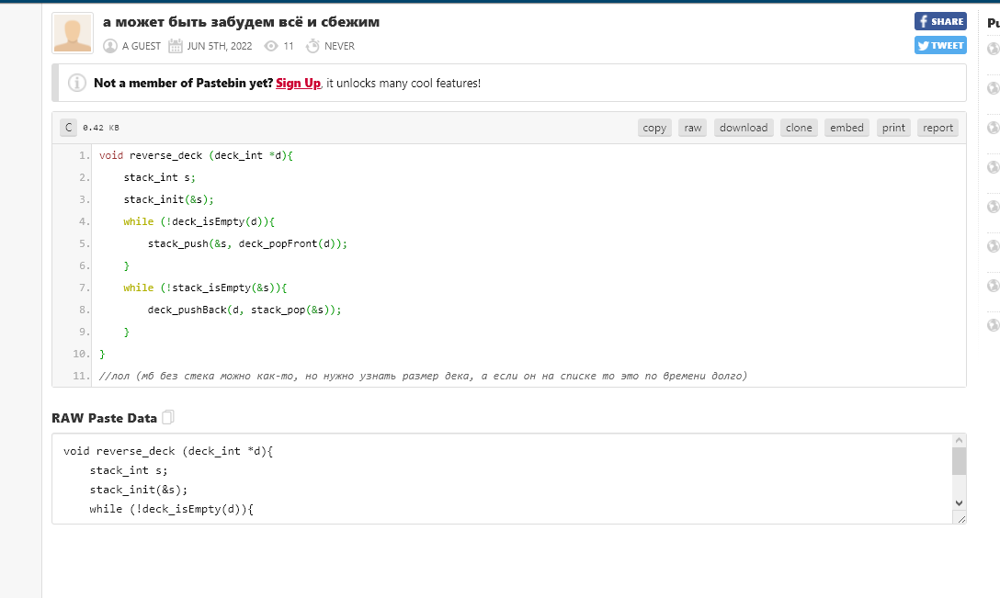 а может быть забудем всё и сбежим
A GUEST JUN 5TH, 2022 11 NEVER
SHARE
TWEET
Not a member of Pastebin yet? Sign Up, it unlocks many cool features!
C 0.42 KB copy raw download clone embed print report
1. void reverse_deck (deck_int *d){
2. stack_int s;
3. stack_init(&s);
4. while (!deck_isEmpty(d)){
5. stack_push(&s, deck_popFront(d));
6. }
7. while (!stack_isEmpty(&s)){
8. deck_pushBack(d, stack_pop(&s));
9. }
10. }
11. //лол (мб без стека можно как-то, но нужно узнать размер дека, а если он на списке то это по времени долго)
RAW Paste Data
void reverse_deck (deck_int *d){
stack_int s;
stack_init(&s);
while (!deck_isEmpty(d)){